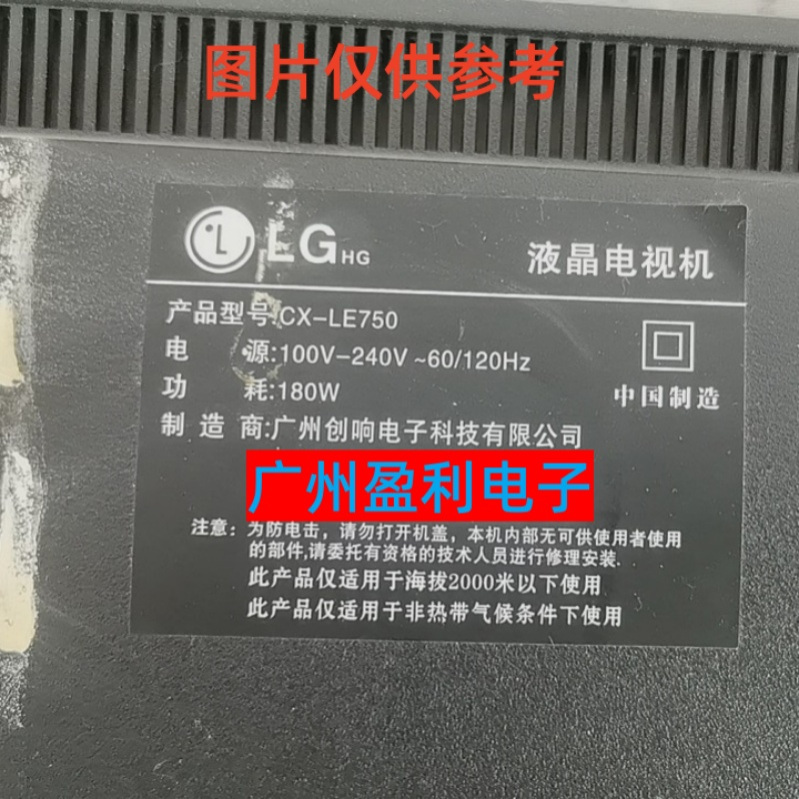 图片仅供参考
LG HG
液晶电视机
产品型号:CX-LE750
电 源:100V-240V ~60/120Hz
功 耗:180W
中国制造
制 造 商:广州创响电子科技有限公司
广州盈利电子
注意: 为防电击，请勿打开机盖，本机内部无可供使用者使用
的部件,请委托有资格的技术人员进行修理安装.
此产品仅适用于海拔2000米以下使用
此产品仅适用于非热带气候条件下使用